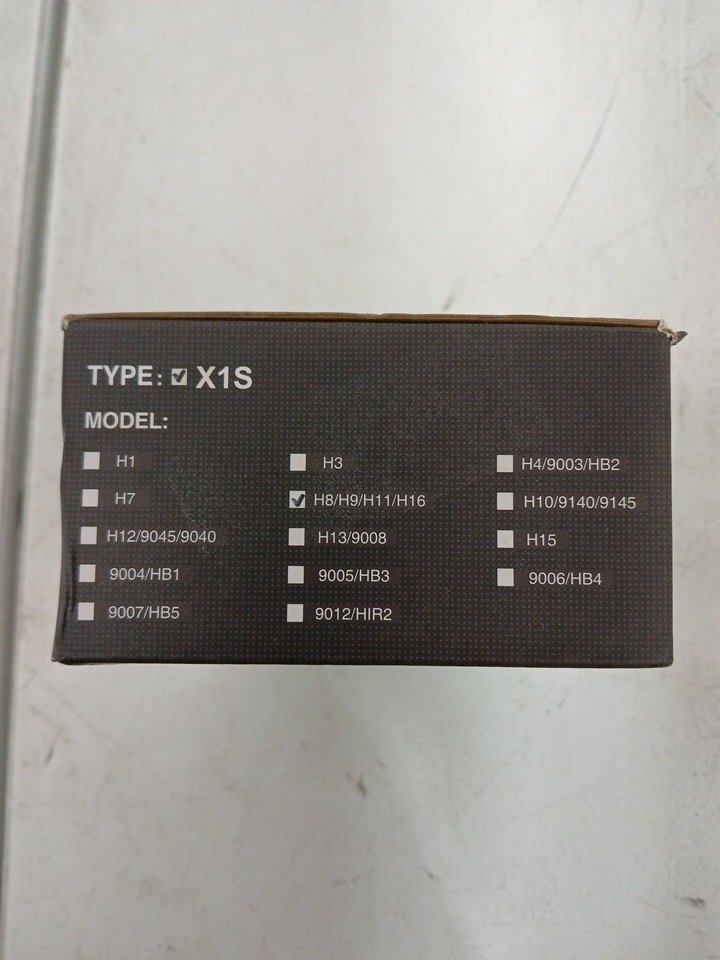 TYPE: ☑ X1S
MODEL:
☐ H1 ☐ H3 ☐ H4/9003/HB2
☐ H7 ☑ H8/H9/H11/H16 ☐ H10/9140/9145
☐ H12/9045/9040 ☐ H13/9008 ☐ H15
☐ 9004/HB1 ☐ 9005/HB3 ☐ 9006/HB4
☐ 9007/HB5 ☐ 9012/HIR2